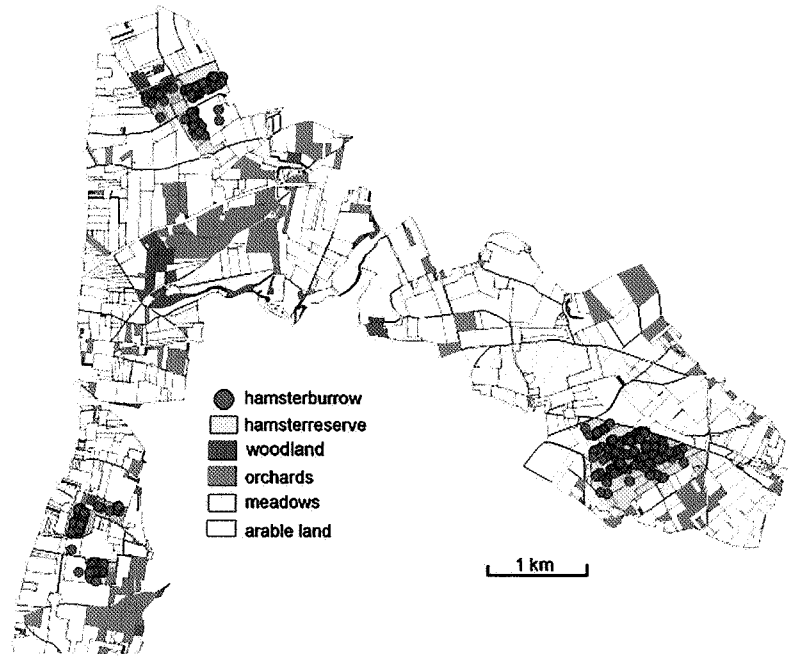 hamsterburrow
hamsterreserve
woodland
orchards
meadows
arable land
1 km